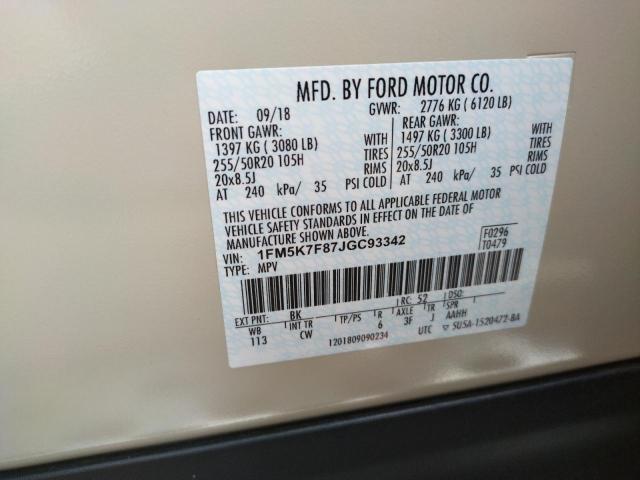 MFD. BY FORD MOTOR CO.
DATE: 09/18 GVWR: 2776 KG ( 6120 LB)
FRONT GAWR: REAR GAWR:
1397 KG ( 3080 LB) WITH 1497 KG ( 3300 LB) WITH
255/50R20 105H TIRES 255/50R20 105H TIRES
20x8.5J RIMS 20x8.5J RIMS
AT 240 kPa/ 35 PSI COLD AT 240 kPa/ 35 PSI COLD
THIS VEHICLE CONFORMS TO ALL APPLICABLE FEDERAL MOTOR
VEHICLE SAFETY STANDARDS IN EFFECT ON THE DATE OF
MANUFACTURE SHOWN ABOVE.
VIN: 1FM5K7F87JGC93342 F0296
TYPE: MPV T0479
EXT PNT: BK RC: 52 DSO:
WB INT TR TP/PS R AXLE TR SPR
113 CW 6 3F J AAHH
1201809090234 UTC ▽ 5U5A-1520472-BA